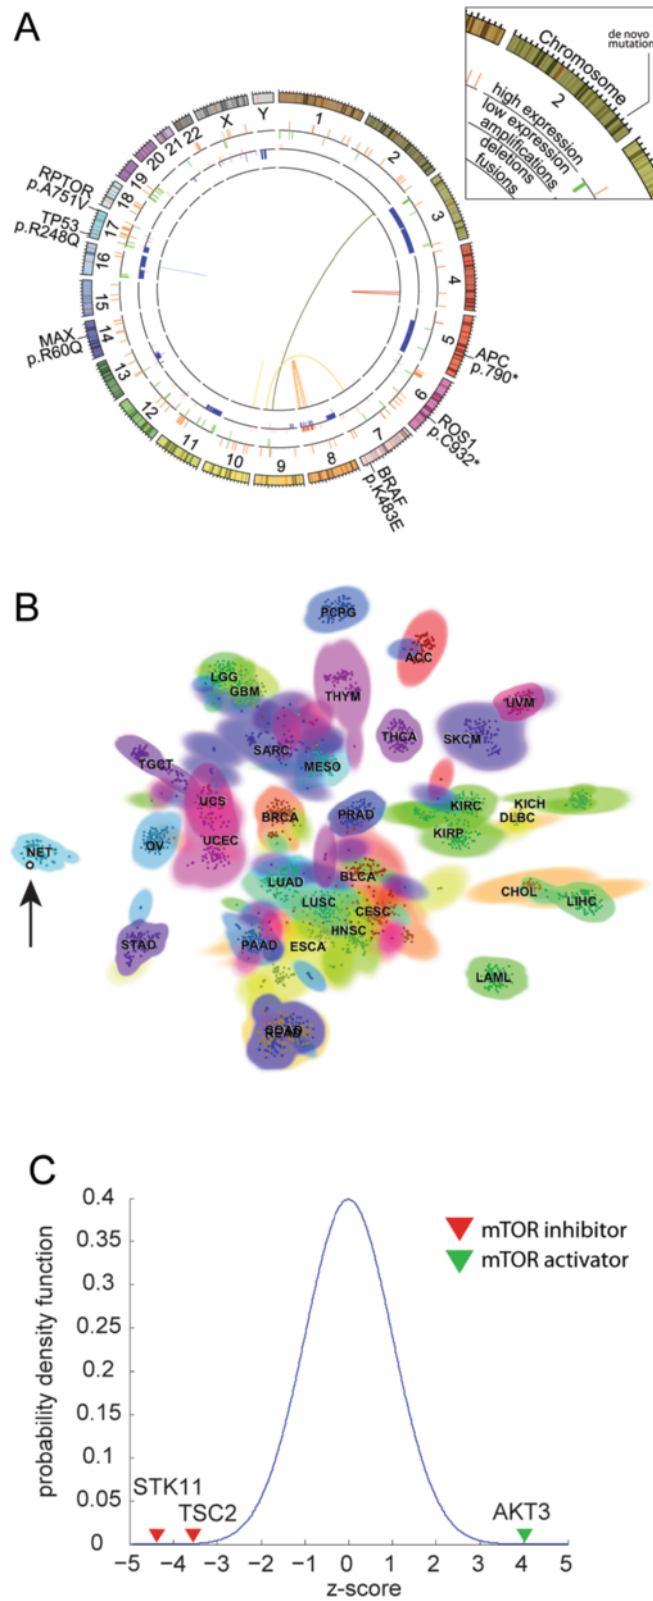 A
de novo
mutation
Chromosome
2
high expression
low expression
amplifications
deletions
fusions
1
2
3
4
5
6
7
8
9
10
11
12
13
14
15
16
17
18
19
20
21
22
X
Y
RPTOR
p.A751V
TP53
p.R248Q
MAX
p.R60Q
APC
p.790*
ROS1
p.C932*
BRAF
p.K483E
B
PCPG
ACC
LGG
GBM
THYM
UVM
SARC
THCA
SKCM
MESO
TGCT
UCS
BRCA
PRAD
KIRC
KICH
DLBC
KIRP
OV
UCEC
NET
LUAD
BLCA
CHOL
LIHC
LUSC
CESC
HNSC
STAD
PAAD
ESCA
LAML
COAD
READ
C
probability density function
0.4
0.35
0.3
0.25
0.2
0.15
0.1
0.05
0
mTOR inhibitor
mTOR activator
STK11
TSC2
AKT3
−5 −4 −3 −2 −1 0 1 2 3 4 5
z-score